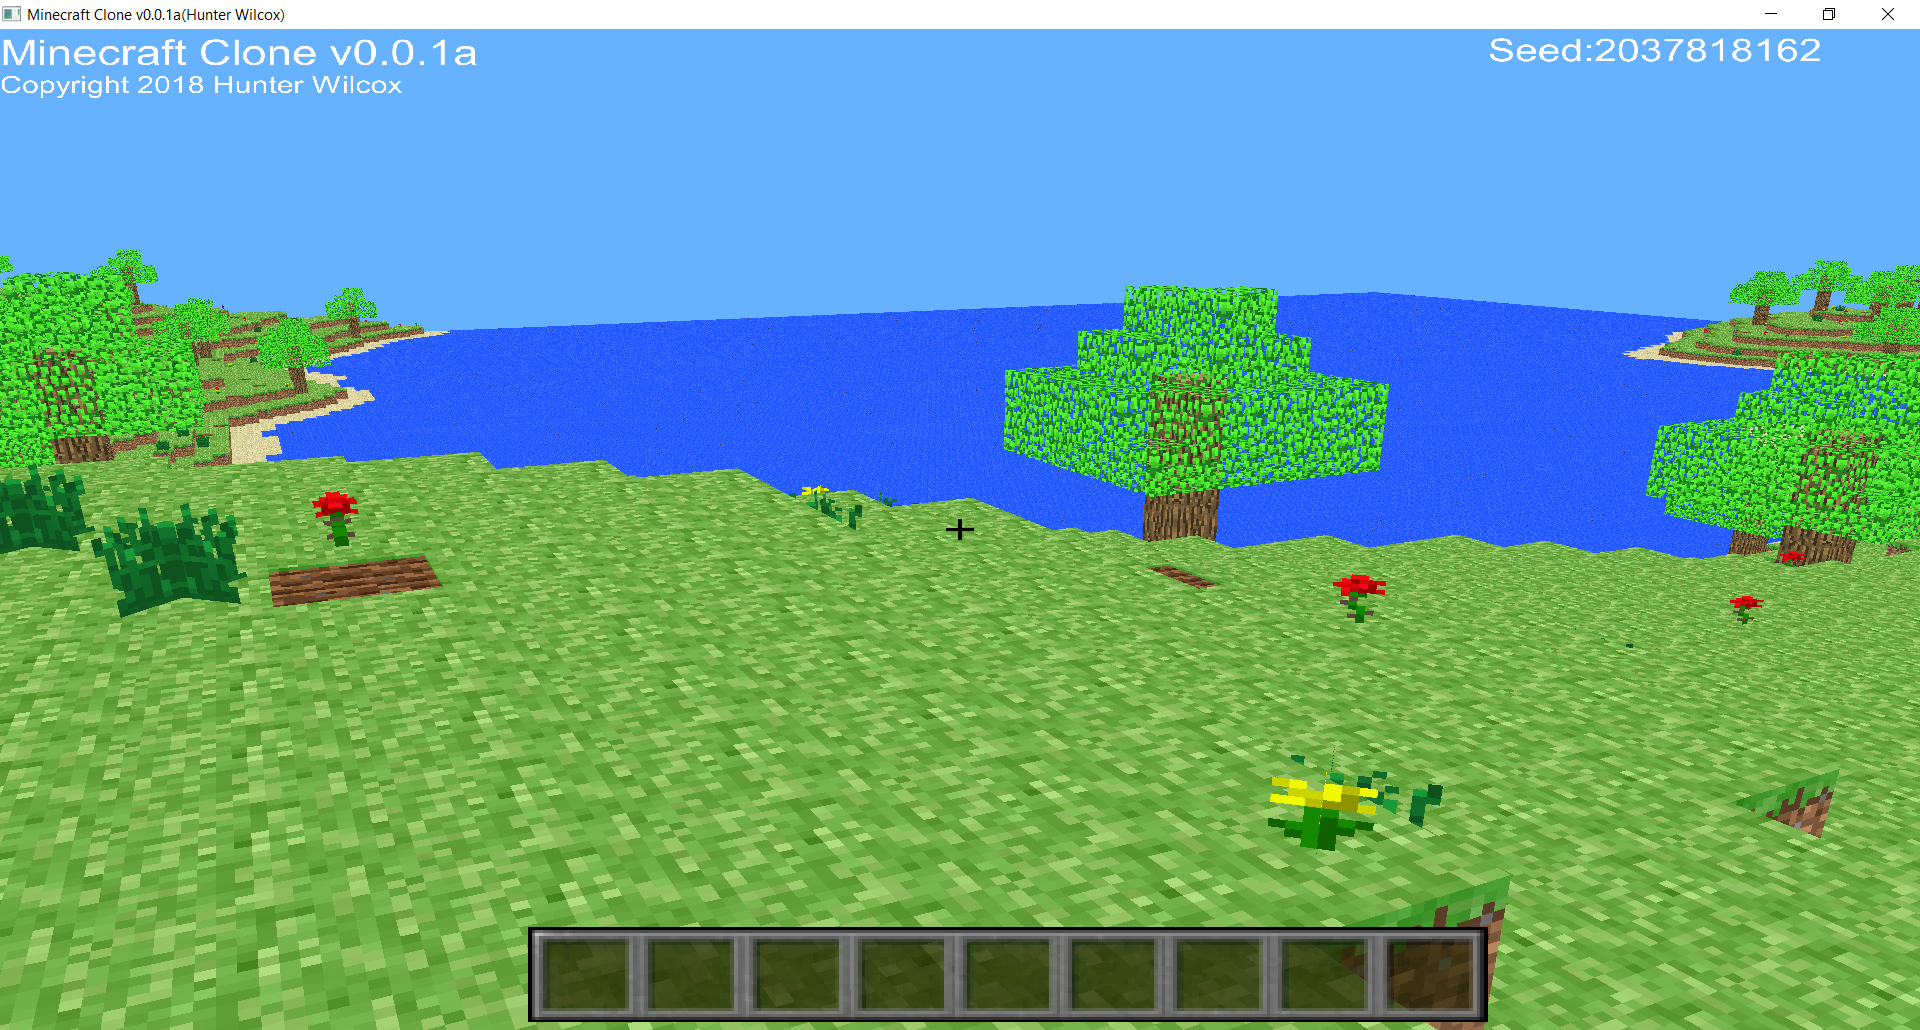 Minecraft Clone v0.0.1a(Hunter Wilcox)
Minecraft Clone v0.0.1a
Seed:2037818162
Copyright 2018 Hunter Wilcox